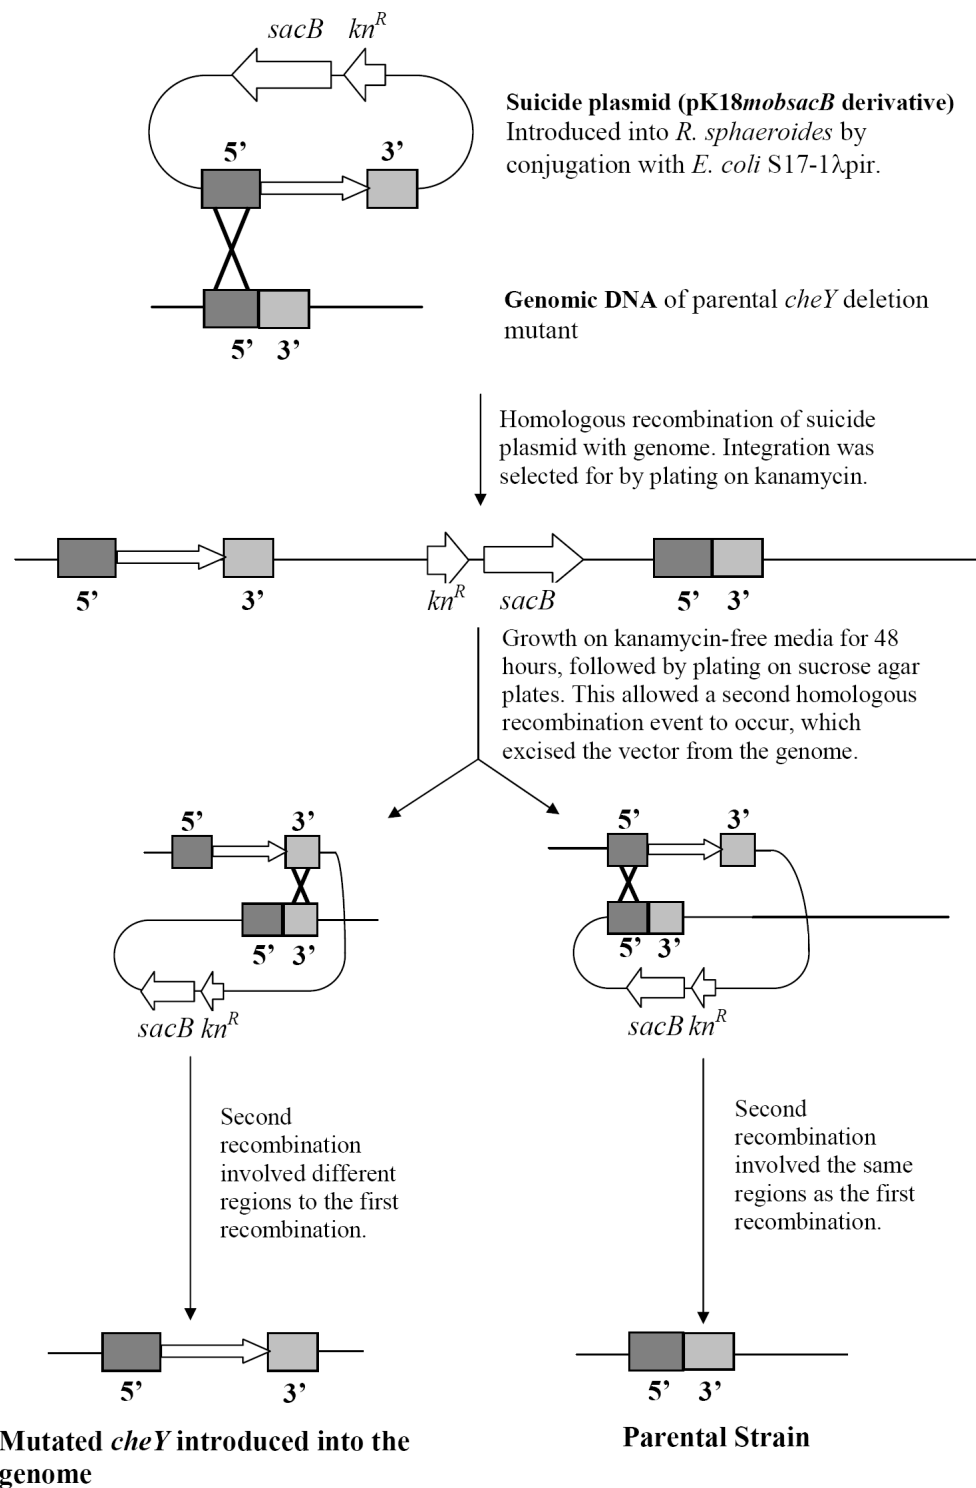 sacB kn^R
Suicide plasmid (pK18mobsacB derivative)
Introduced into R. sphaeroides by
conjugation with E. coli S17-1λpir.
5’ 3’
Genomic DNA of parental cheY deletion
mutant
5’ 3’
Homologous recombination of suicide
plasmid with genome. Integration was
selected for by plating on kanamycin.
5’ 3’ kn^R sacB 5’ 3’
Growth on kanamycin-free media for 48
hours, followed by plating on sucrose agar
plates. This allowed a second homologous
recombination event to occur, which
excised the vector from the genome.
5’ 3’
5’ 3’
sacB kn^R
5’ 3’
5’ 3’
sacB kn^R
Second
recombination
involved different
regions to the first
recombination.
Second
recombination
involved the same
regions as the first
recombination.
5’ 3’
Mutated cheY introduced into the
genome
5’ 3’
Parental Strain